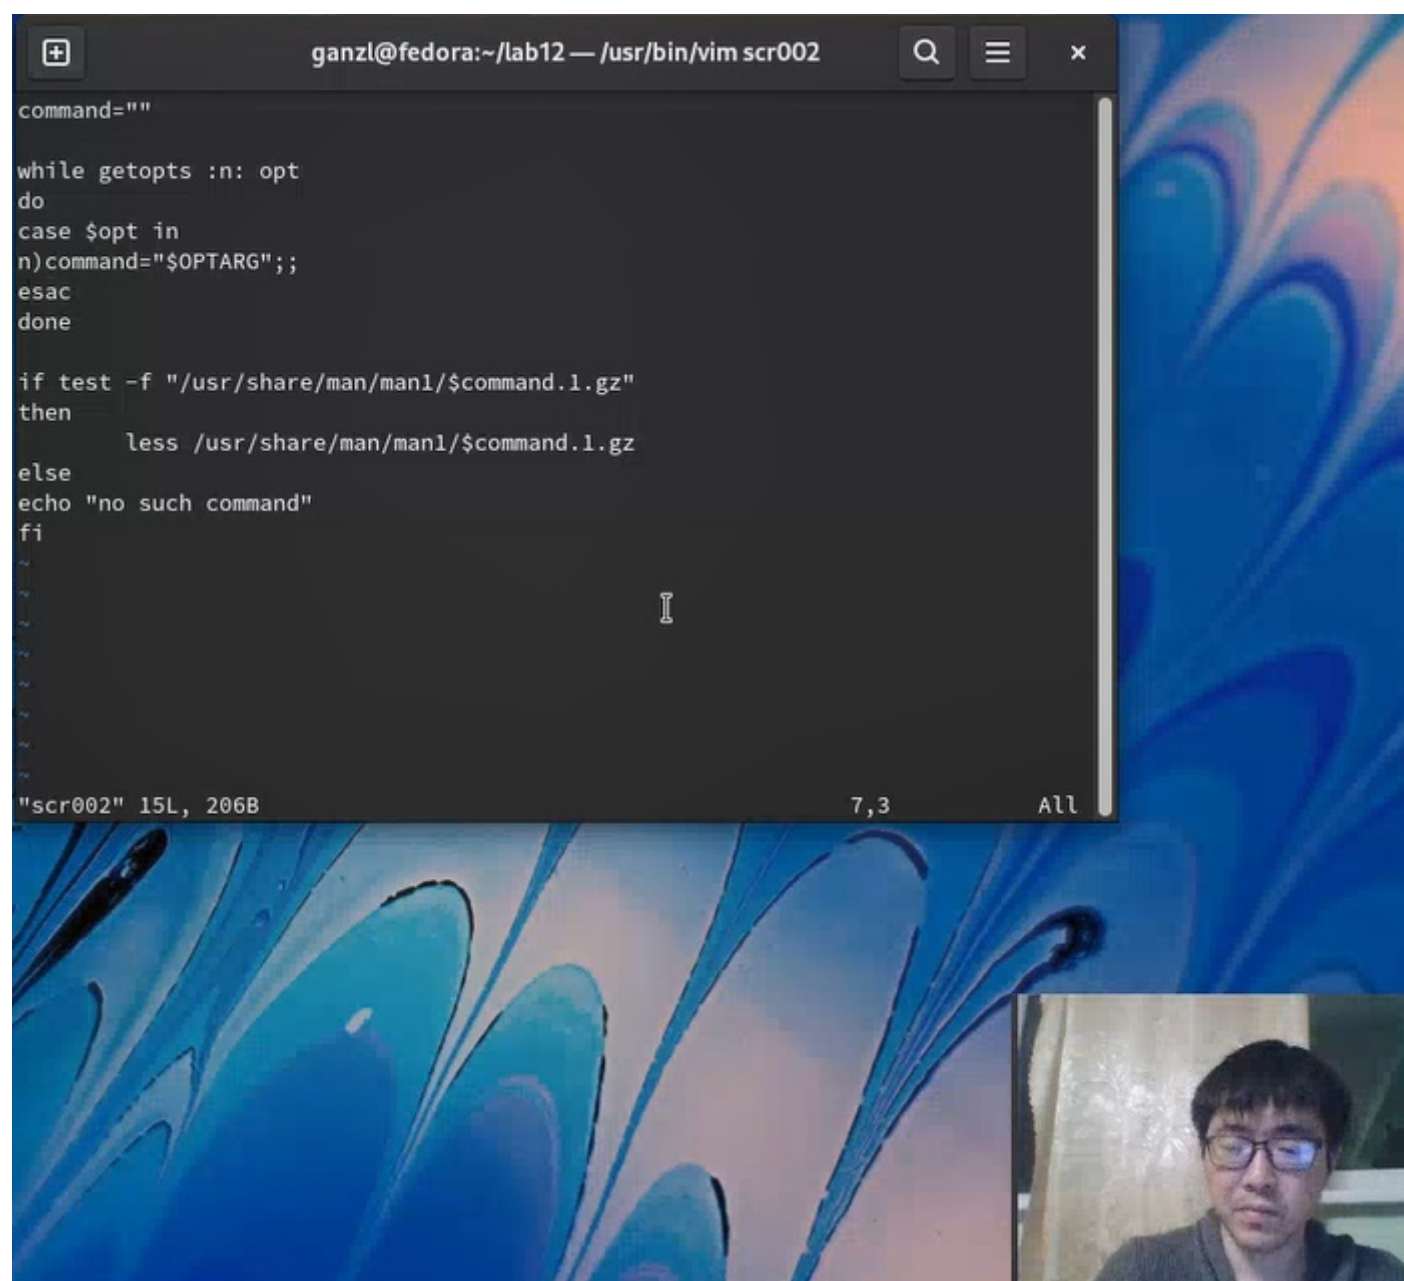 ganzl@fedora:~/lab12 — /usr/bin/vim scr002
command=""
while getopts :n: opt
do
case $opt in
n)command="$OPTARG";;
esac
done
if test -f "/usr/share/man/man1/$command.1.gz"
then
less /usr/share/man/man1/$command.1.gz
else
echo "no such command"
fi
~
~
~
~
~
~
~
~
"scr002" 15L, 206B 7,3 All